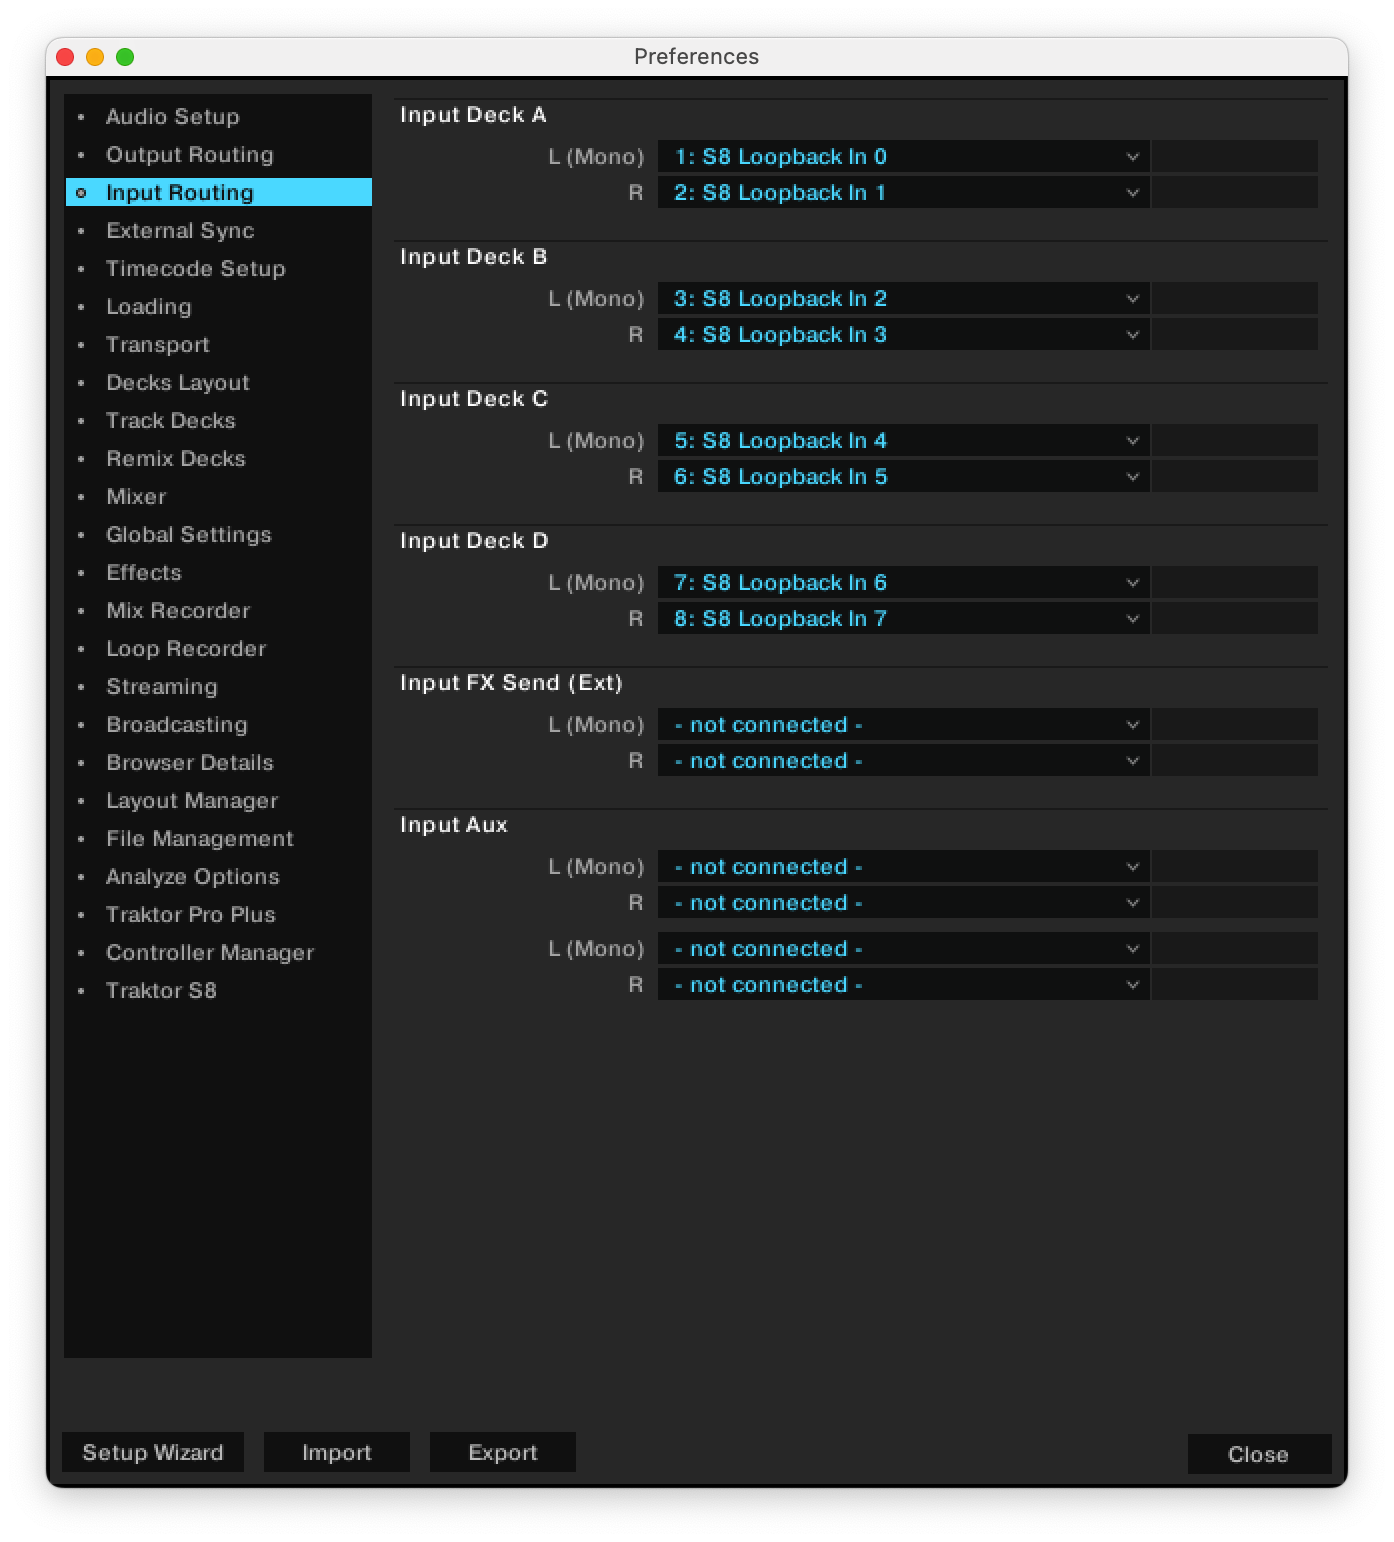 Preferences
Audio Setup
Output Routing
Input Routing
External Sync
Timecode Setup
Loading
Transport
Decks Layout
Track Decks
Remix Decks
Mixer
Global Settings
Effects
Mix Recorder
Loop Recorder
Streaming
Broadcasting
Browser Details
Layout Manager
File Management
Analyze Options
Traktor Pro Plus
Controller Manager
Traktor S8
Input Deck A
L (Mono) 1: S8 Loopback In 0
R 2: S8 Loopback In 1
Input Deck B
L (Mono) 3: S8 Loopback In 2
R 4: S8 Loopback In 3
Input Deck C
L (Mono) 5: S8 Loopback In 4
R 6: S8 Loopback In 5
Input Deck D
L (Mono) 7: S8 Loopback In 6
R 8: S8 Loopback In 7
Input FX Send (Ext)
L (Mono) - not connected -
R - not connected -
Input Aux
L (Mono) - not connected -
R - not connected -
L (Mono) - not connected -
R - not connected -
Setup Wizard Import Export Close